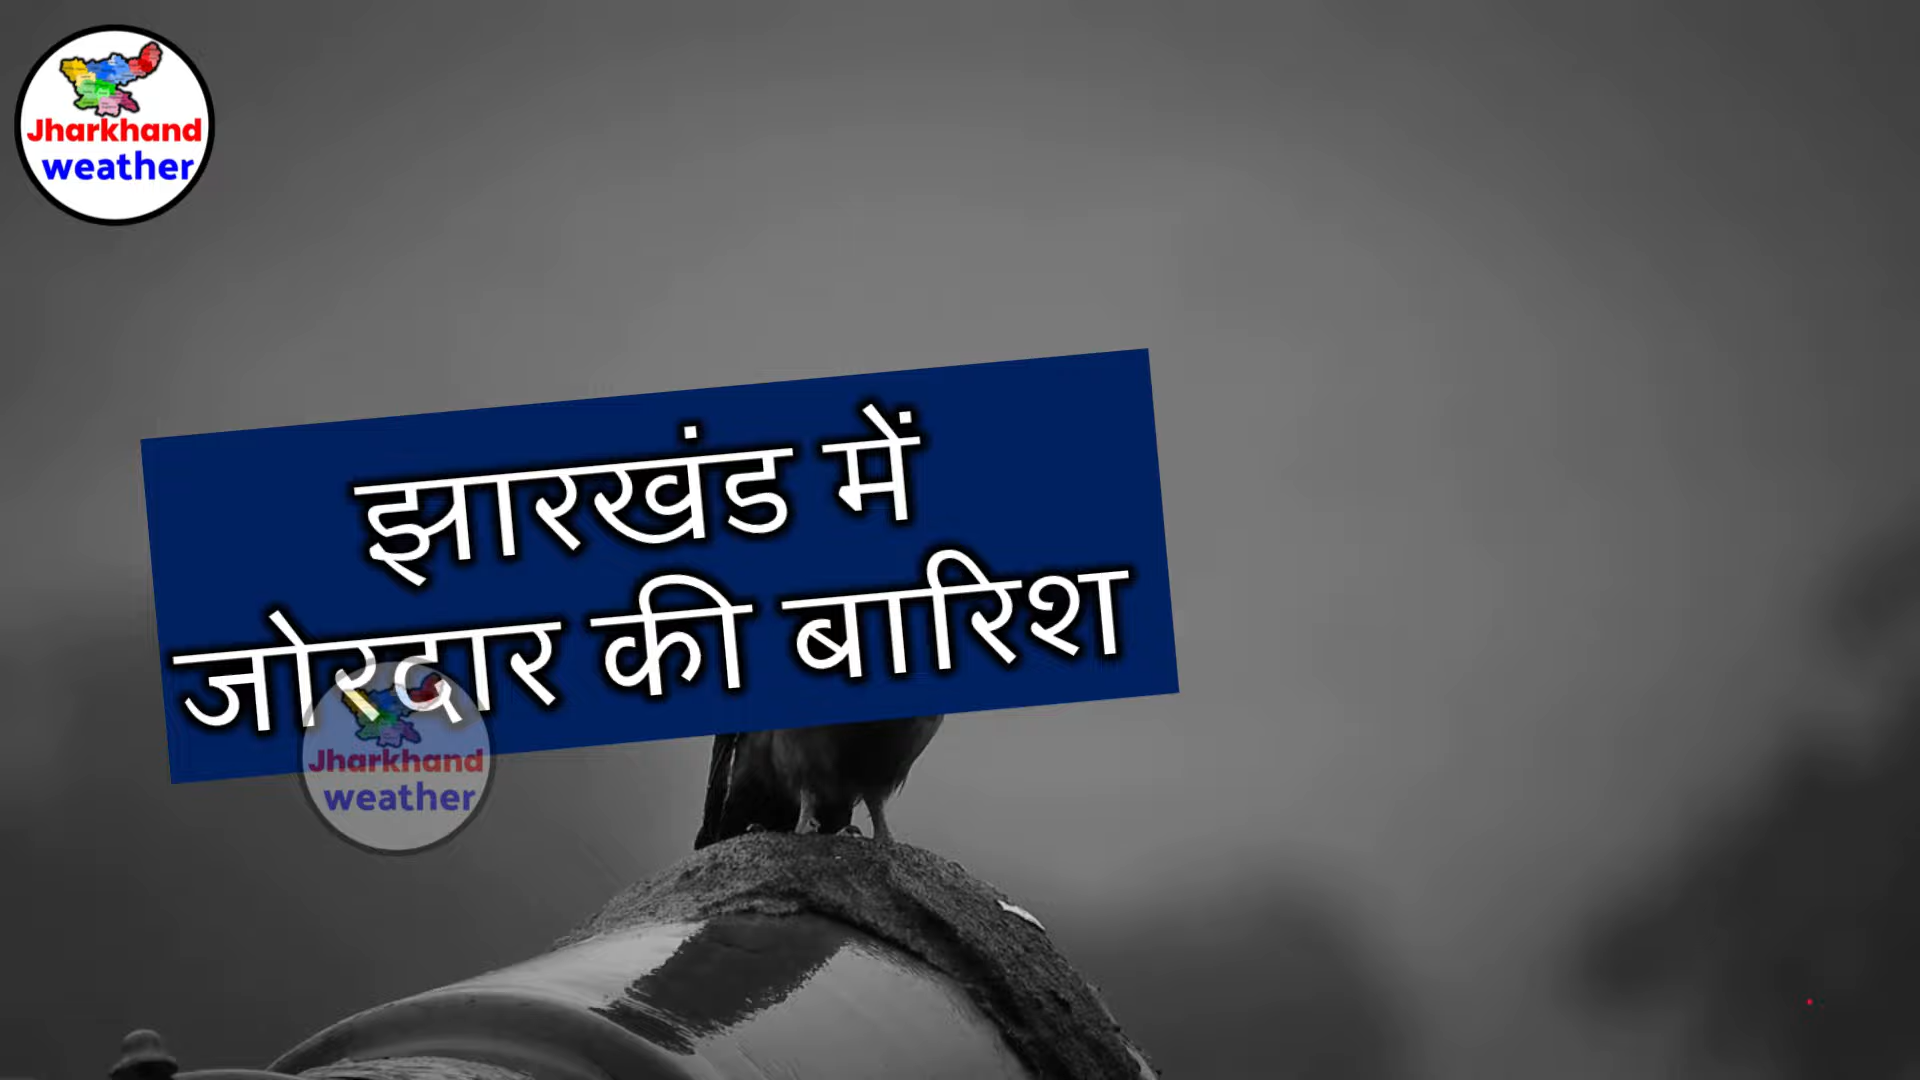 Jharkhand
weather
झारखंड में
जोरदार की बारिश
Jharkhand
weather